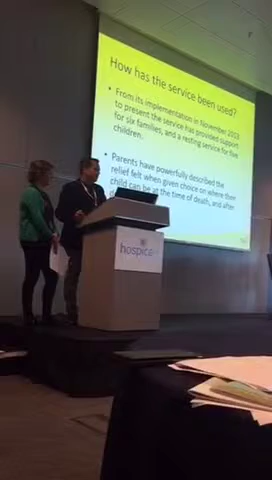 How has the service been used?
• From its implementation in November 2013
to present the service has provided support
for six families, and a resting service for five
children.
• Parents have powerfully described the
relief felt when given choice on where their
child can be at the time of death, and after
hospice